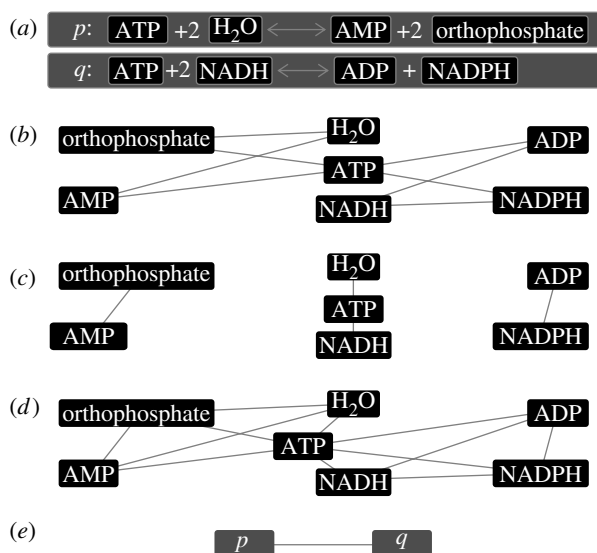 (a) p: ATP +2 H₂O ⟷ AMP +2 orthophosphate
q: ATP +2 NADH ⟷ ADP + NADPH
(b) orthophosphate H₂O ADP
ATP
AMP NADH NADPH
(c) orthophosphate H₂O ADP
ATP
AMP NADH NADPH
(d) orthophosphate H₂O ADP
ATP
AMP NADH NADPH
(e) p q